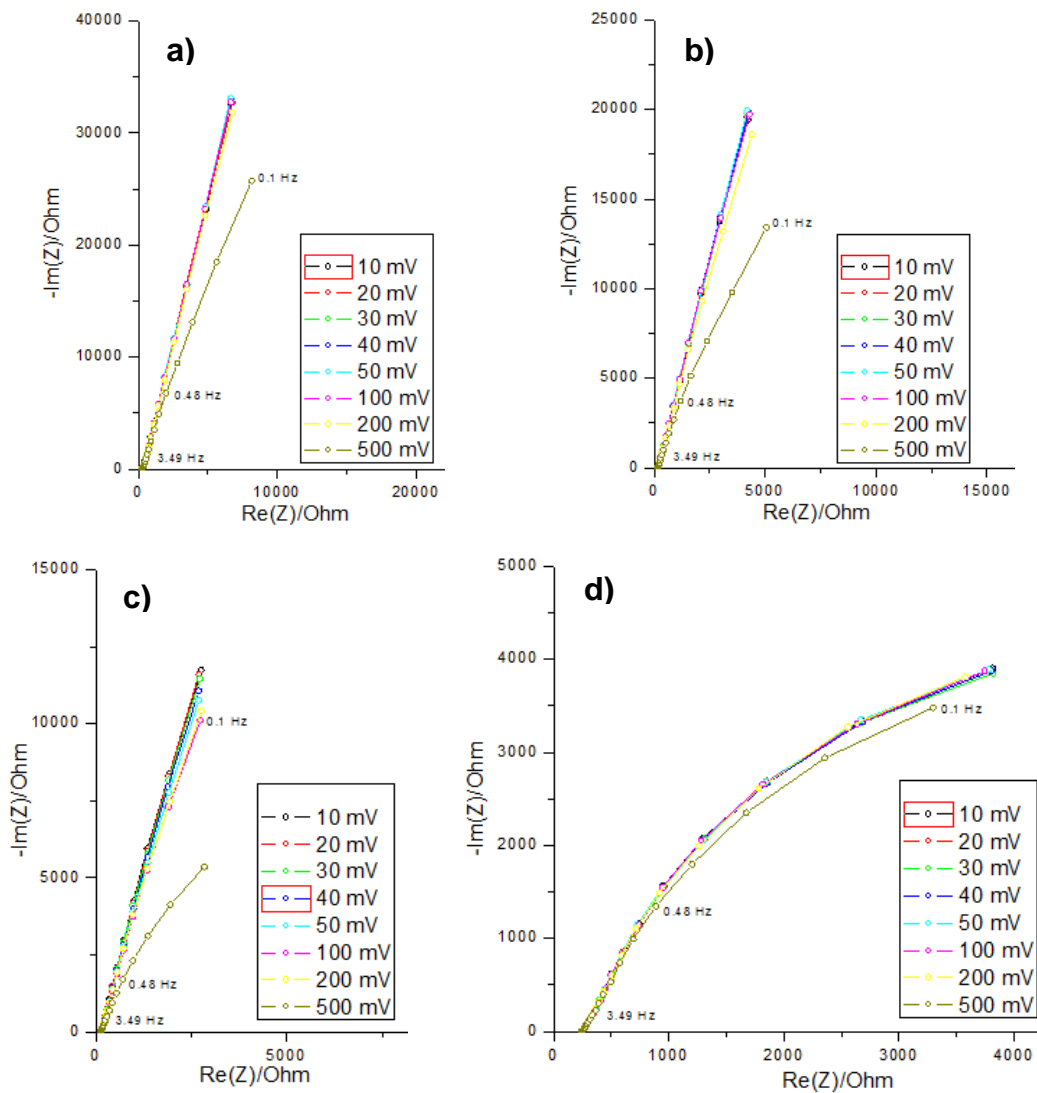 a)
40000
30000
20000
10000
0
-Im(Z)/Ohm
0.1 Hz
0.48 Hz
3.49 Hz
10 mV
20 mV
30 mV
40 mV
50 mV
100 mV
200 mV
500 mV
0 10000 20000
Re(Z)/Ohm
b)
25000
20000
15000
10000
5000
0
-Im(Z)/Ohm
0.1 Hz
0.48 Hz
3.49 Hz
10 mV
20 mV
30 mV
40 mV
50 mV
100 mV
200 mV
500 mV
0 5000 10000 15000
Re(Z)/Ohm
c)
15000
10000
5000
0
-Im(Z)/Ohm
0.1 Hz
0.48 Hz
3.49 Hz
10 mV
20 mV
30 mV
40 mV
50 mV
100 mV
200 mV
500 mV
0 5000
Re(Z)/Ohm
d)
5000
4000
3000
2000
1000
0
-Im(Z)/Ohm
0.1 Hz
0.48 Hz
3.49 Hz
10 mV
20 mV
30 mV
40 mV
50 mV
100 mV
200 mV
500 mV
0 1000 2000 3000 4000
Re(Z)/Ohm